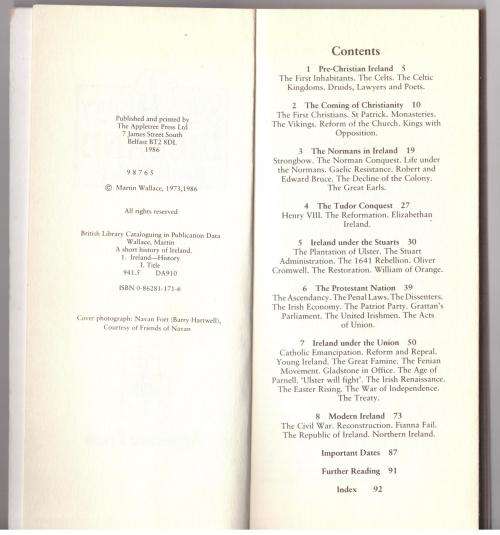 Published and printed by
The Appletree Press Ltd
7 James Street South
Belfast BT2 8DL
1986
9 8 7 6 5
© Martin Wallace, 1973,1986
All rights reserved
British Library Cataloguing in Publication Data
Wallace, Martin
A short history of Ireland.
1. Ireland—History
I. Title
941.5 DA910
ISBN 0-86281-171-6
Cover photograph: Navan Fort (Barry Hartwell),
Courtesy of Friends of Navan
Contents
1 Pre-Christian Ireland 5
The First Inhabitants. The Celts. The Celtic
Kingdoms. Druids, Lawyers and Poets.
2 The Coming of Christianity 10
The First Christians. St Patrick. Monasteries.
The Vikings. Reform of the Church. Kings with
Opposition.
3 The Normans in Ireland 19
Strongbow. The Norman Conquest. Life under
the Normans. Gaelic Resistance. Robert and
Edward Bruce. The Decline of the Colony.
The Great Earls.
4 The Tudor Conquest 27
Henry VIII. The Reformation. Elizabethan
Ireland.
5 Ireland under the Stuarts 30
The Plantation of Ulster. The Stuart
Administration. The 1641 Rebellion. Oliver
Cromwell. The Restoration. William of Orange.
6 The Protestant Nation 39
The Ascendancy. The Penal Laws. The Dissenters.
The Irish Economy. The Patriot Party. Grattan's
Parliament. The United Irishmen. The Acts
of Union.
7 Ireland under the Union 50
Catholic Emancipation. Reform and Repeal.
Young Ireland. The Great Famine. The Fenian
Movement. Gladstone in Office. The Age of
Parnell. 'Ulster will fight'. The Irish Renaissance.
The Easter Rising. The War of Independence.
The Treaty.
8 Modern Ireland 73
The Civil War. Reconstruction. Fianna Fail.
The Republic of Ireland. Northern Ireland.
Important Dates 87
Further Reading 91
Index 92